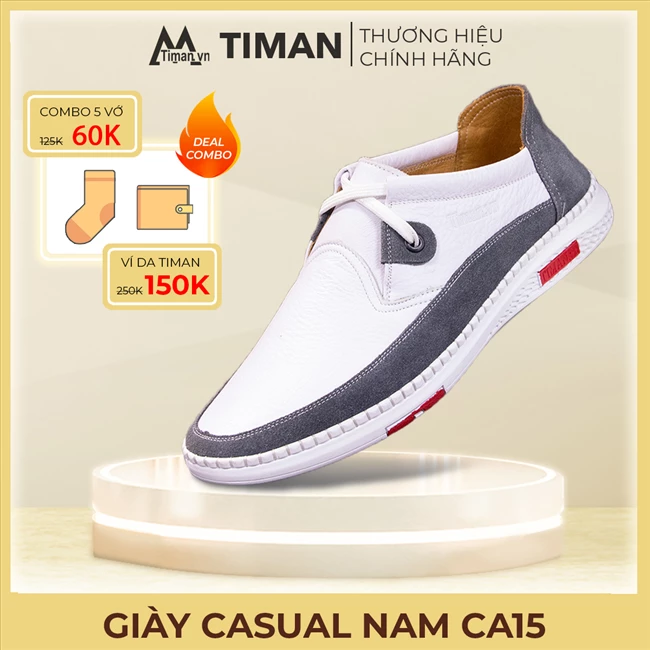 Timan.vn
TIMAN
THƯƠNG HIỆU
CHÍNH HÃNG
COMBO 5 VỚ
125K 60K
DEAL
COMBO
VÍ DA TIMAN
250K 150K
GIÀY CASUAL NAM CA15